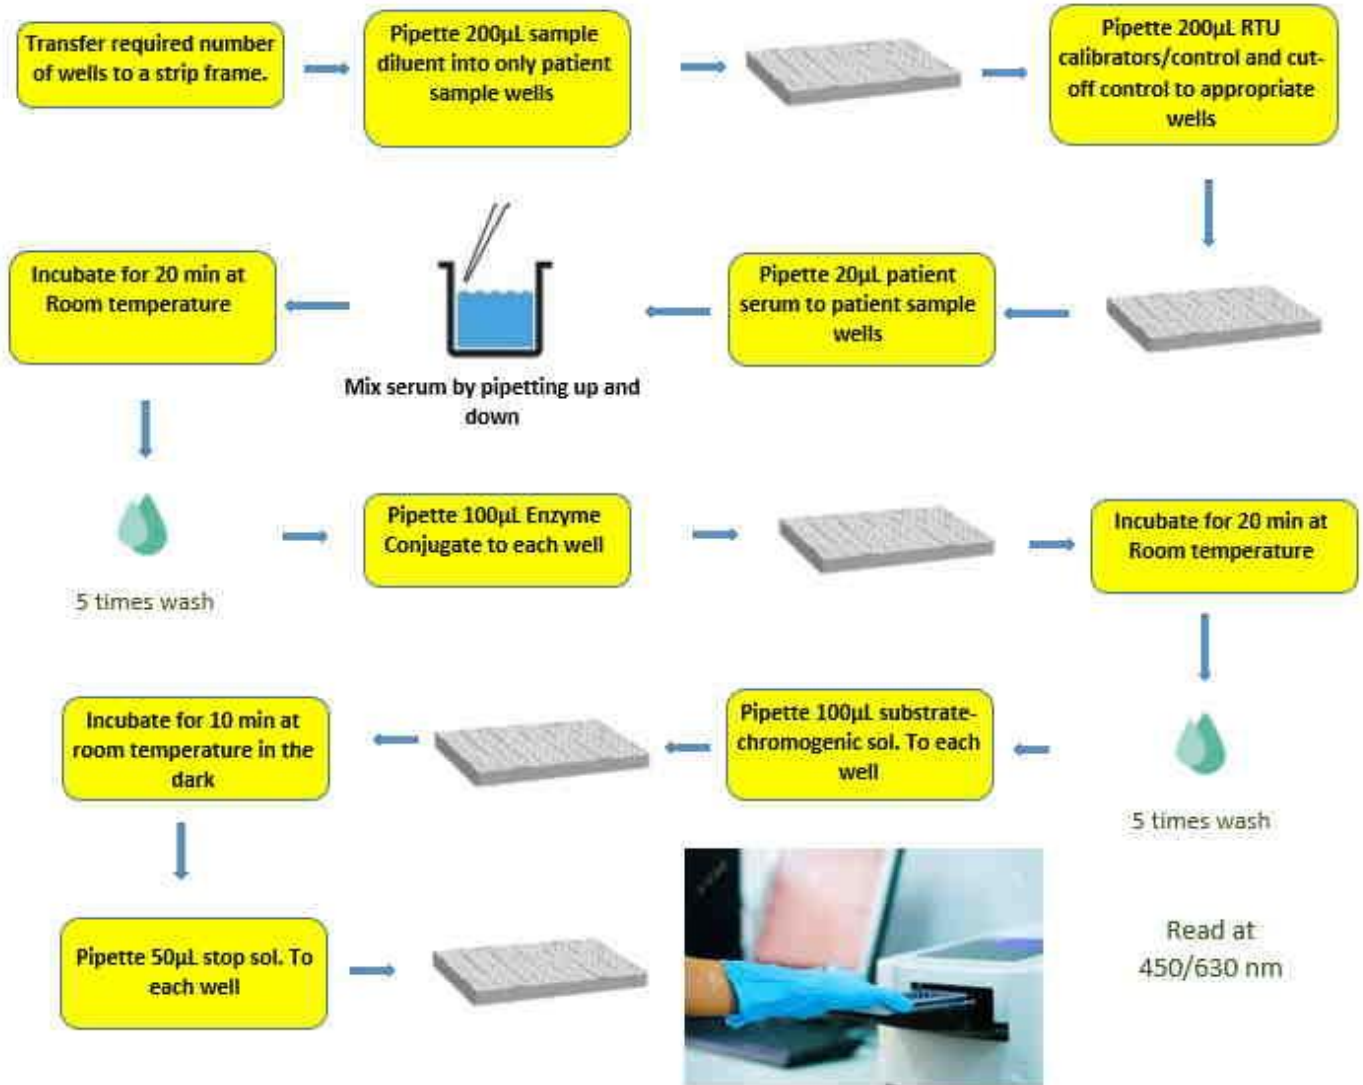 Transfer required number
of wells to a strip frame.
Pipette 200µL sample
diluent into only patient
sample wells
Pipette 200µL RTU
calibrators/control and cut-
off control to appropriate
wells
Incubate for 20 min at
Room temperature
Mix serum by pipetting up and
down
Pipette 20µL patient
serum to patient sample
wells
5 times wash
Pipette 100µL Enzyme
Conjugate to each well
Incubate for 20 min at
Room temperature
Incubate for 10 min at
room temperature in the
dark
Pipette 100µL substrate-
chromogenic sol. To each
well
5 times wash
Pipette 50µL stop sol. To
each well
Read at
450/630 nm